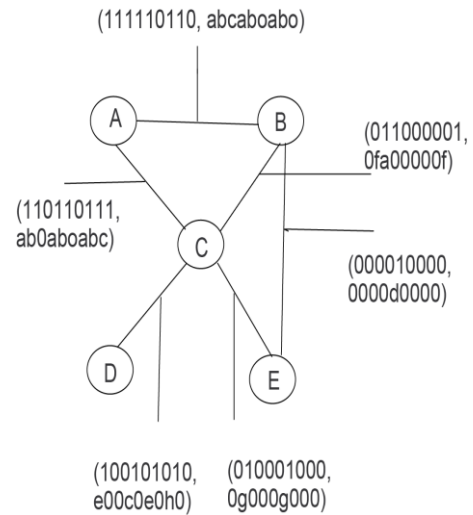 (111110110, abcaboabo)
A
B
(011000001,
0fa00000f)
(110110111,
ab0aboabc)
C
(000010000,
0000d0000)
D
E
(100101010,
e00c0e0h0)
(010001000,
0g000g000)